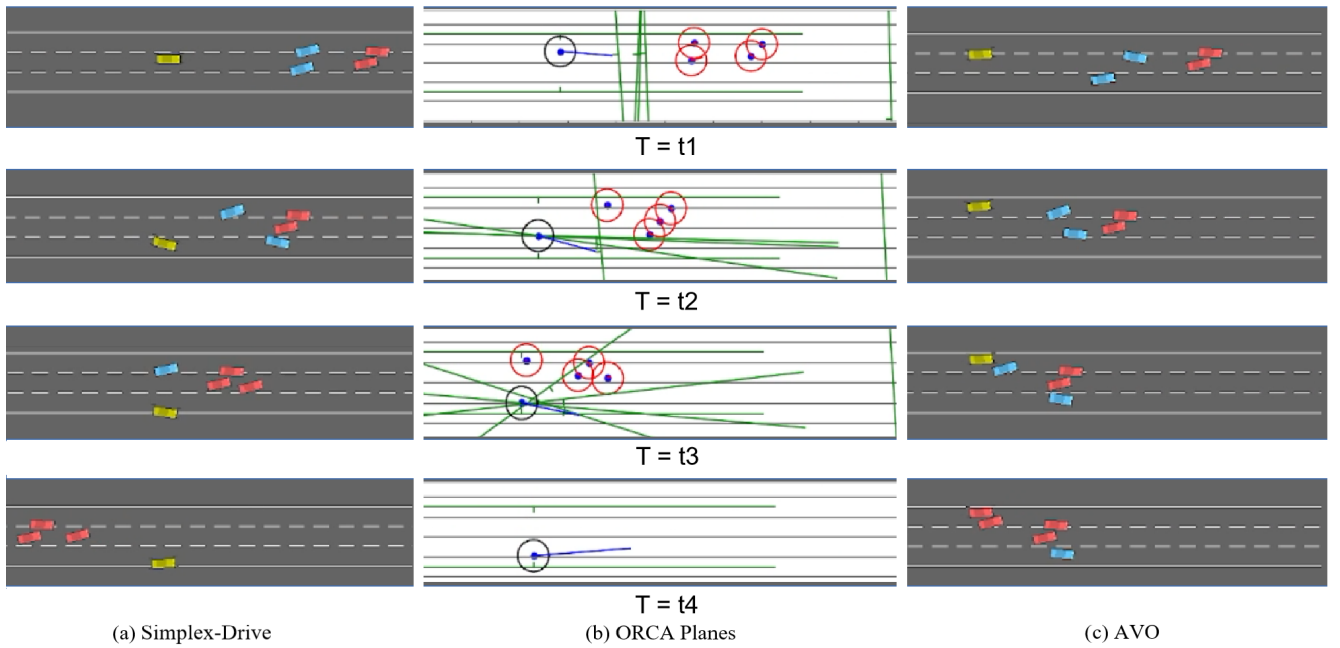 T = t1
T = t2
T = t3
T = t4
(a) Simplex-Drive
(b) ORCA Planes
(c) AVO